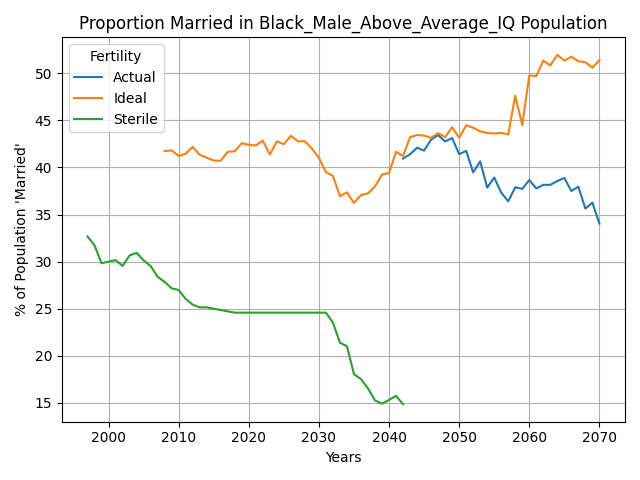 Proportion Married in Black_Male_Above_Average_IQ Population
% of Population 'Married'
Fertility
Actual
Ideal
Sterile
50
45
40
35
30
25
20
15
2000 2010 2020 2030 2040 2050 2060 2070
Years